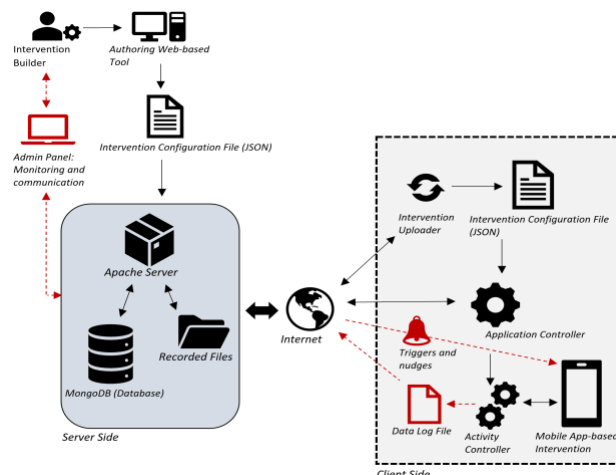 Intervention
Builder
Authoring Web-based
Tool
Intervention Configuration File (JSON)
Admin Panel:
Monitoring and
communication
Apache Server
MongoDB (Database)
Recorded Files
Server Side
Internet
Intervention
Uploader
Intervention Configuration File
(JSON)
Application Controller
Triggers and
nudges
Data Log File
Activity
Controller
Mobile App-based
Intervention
Client Side